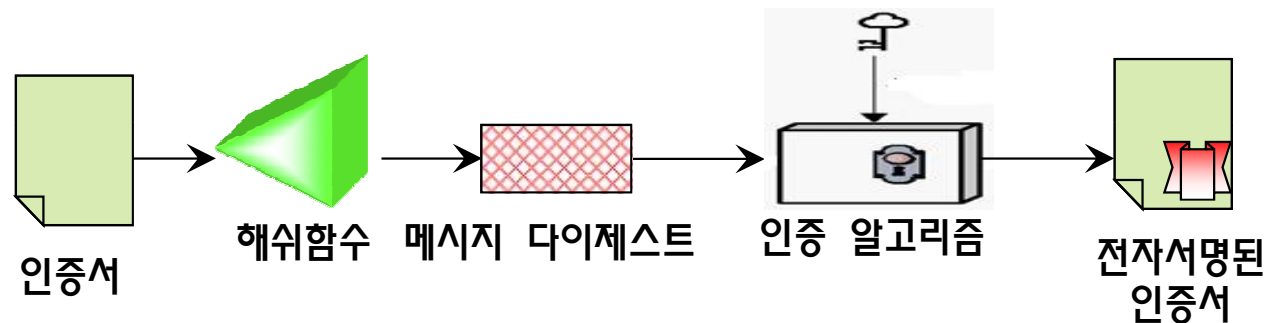 인증서
해쉬함수
메시지 다이제스트
인증 알고리즘
전자서명된
인증서